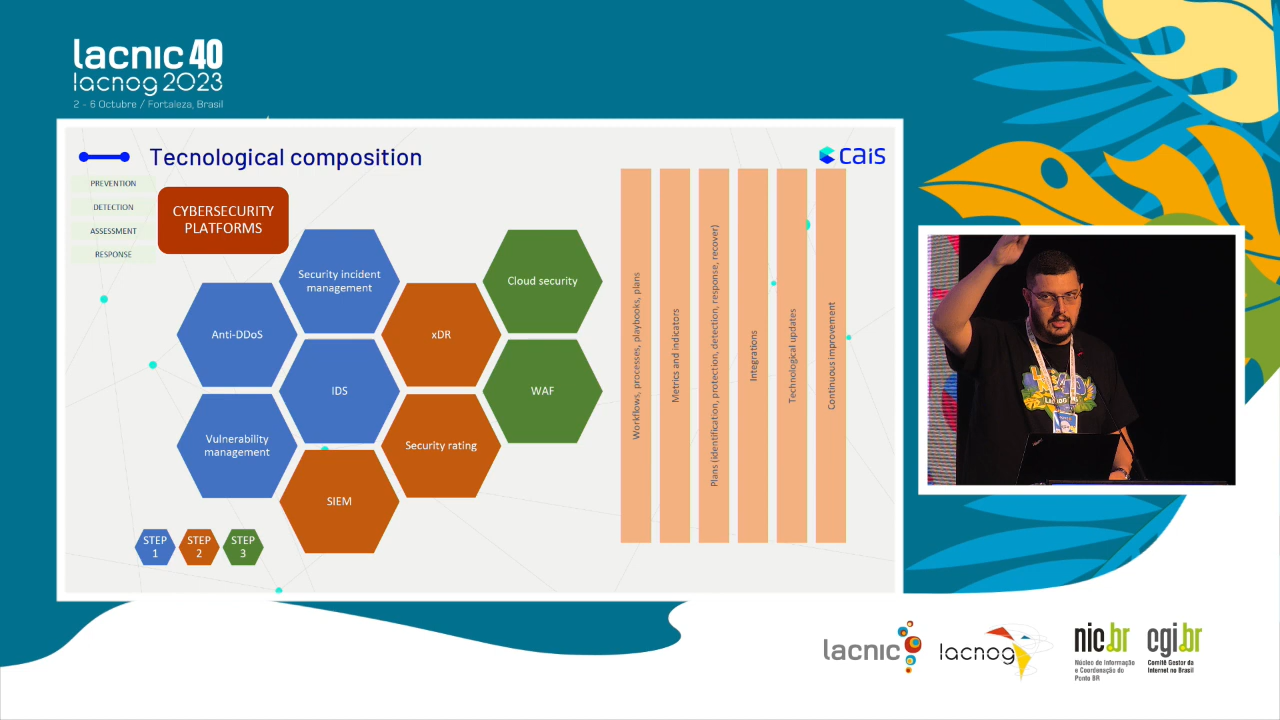 lacnic 40
lacnog 2023
2 - 6 Octubre / Fortaleza, Brasil
Tecnological composition
cais
PREVENTION
DETECTION
ASSESSMENT
RESPONSE
CYBERSECURITY
PLATFORMS
Security incident
management
Cloud security
Anti-DDoS
xDR
IDS
WAF
Vulnerability
management
Security rating
SIEM
STEP
1
STEP
2
STEP
3
Workflows, processes, playbooks, plans
Metrics and indicators
Plans (identification, protection, detection, response, recover)
Integrations
Technological updates
Continuous improvement
lacnic
lacnog
nic.br
Núcleo de Informação
e Coordenação do
Ponto BR
cgi.br
Comitê Gestor da
Internet no Brasil